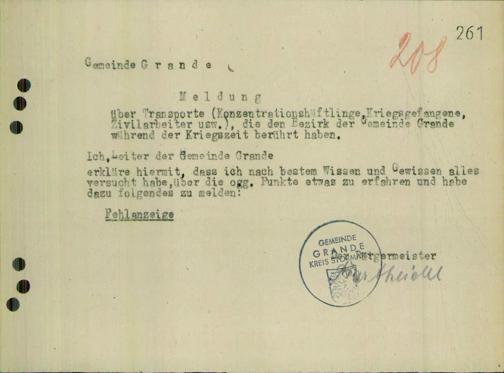 261
208
Gemeinde G r a n d e
M e l d u n g
über Transporte (Konzentrationshäftlinge, Kriegsgefangene,
Zivilarbeiter usw.), die den Bezirk der Gemeinde Grande
während der Kriegszeit berührt haben.
Ich, Leiter der Gemeinde Grande
erkläre hiermit, dass ich nach bestem Wissen und Gewissen alles
versucht habe, über die ogg. Punkte etwas zu erfahren und habe
dazu folgendes zu melden:
Fehlanzeige
GEMEINDE
GRANDE
KREIS STORMARN
Der Bürgermeister